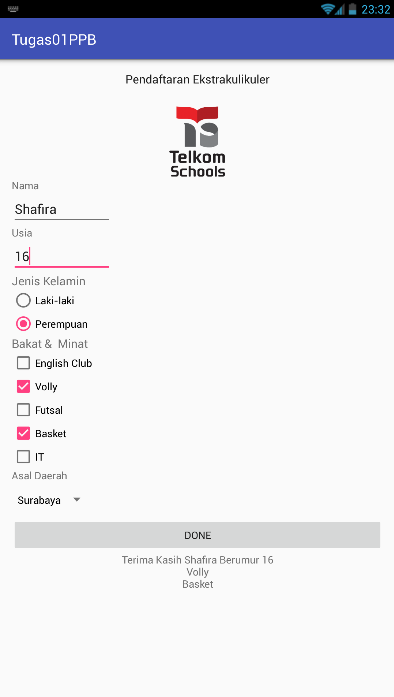 23:32
Tugas01PPB
Pendaftaran Ekstrakulikuler
Telkom
Schools
Nama
Shafira
Usia
16
Jenis Kelamin
Laki-laki
Perempuan
Bakat & Minat
English Club
Volly
Futsal
Basket
IT
Asal Daerah
Surabaya
DONE
Terima Kasih Shafira Berumur 16
Volly
Basket